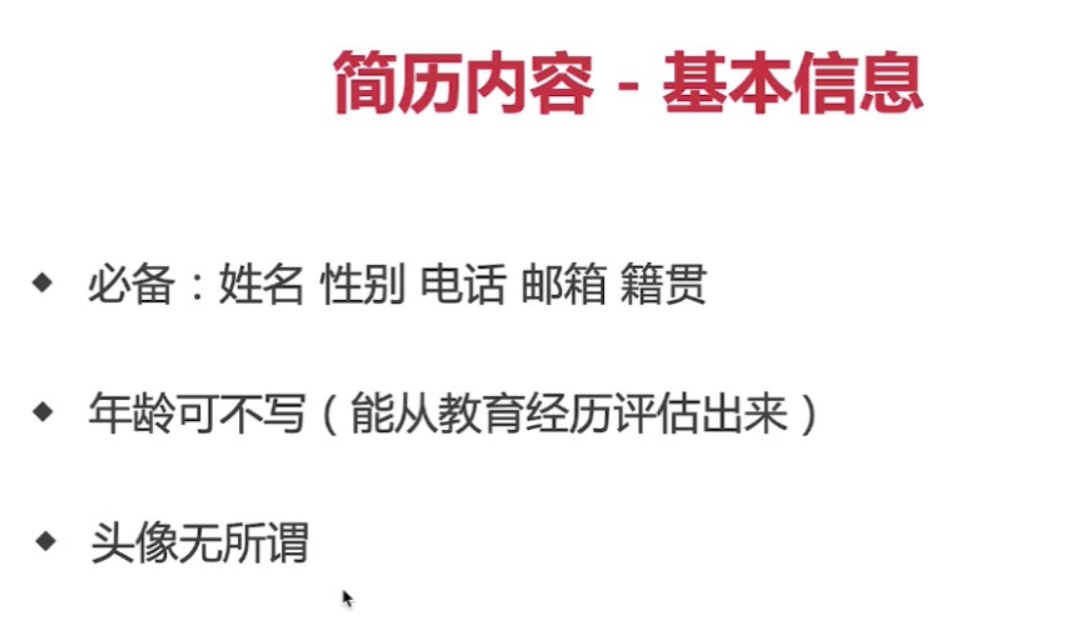 简历内容 - 基本信息
◆ 必备：姓名 性别 电话 邮箱 籍贯
◆ 年龄可不写（能从教育经历评估出来）
◆ 头像无所谓